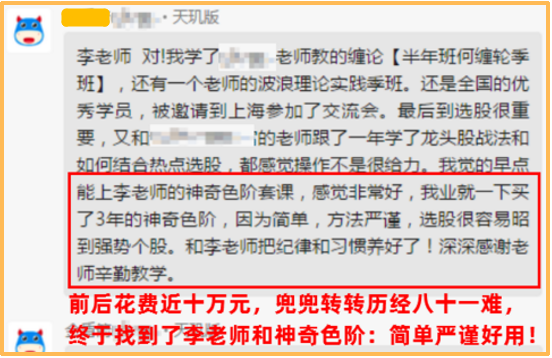 ·天玑版
李老师 对!我学了 老师教的缠论【半年班何缠轮季
班】，还有一个老师的波浪理论实践季班。还是全国的优
秀学员，被邀请到上海参加了交流会。最后到选股很重
要，又和 的老师跟了一年学了龙头股战法和
如何结合热点选股，都感觉操作不是很给力。我觉的早点
能上李老师的神奇色阶套课，感觉非常好，我业就一下买
了3年的神奇色阶，因为简单，方法严谨，选股很容易昭
到强势个股。和李老师把纪律和习惯养好了！深深感谢老
师辛勤教学。
前后花费近十万元，兜兜转转历经八十一难，
终于找到了李老师和神奇色阶：简单严谨好用！
·天玑版